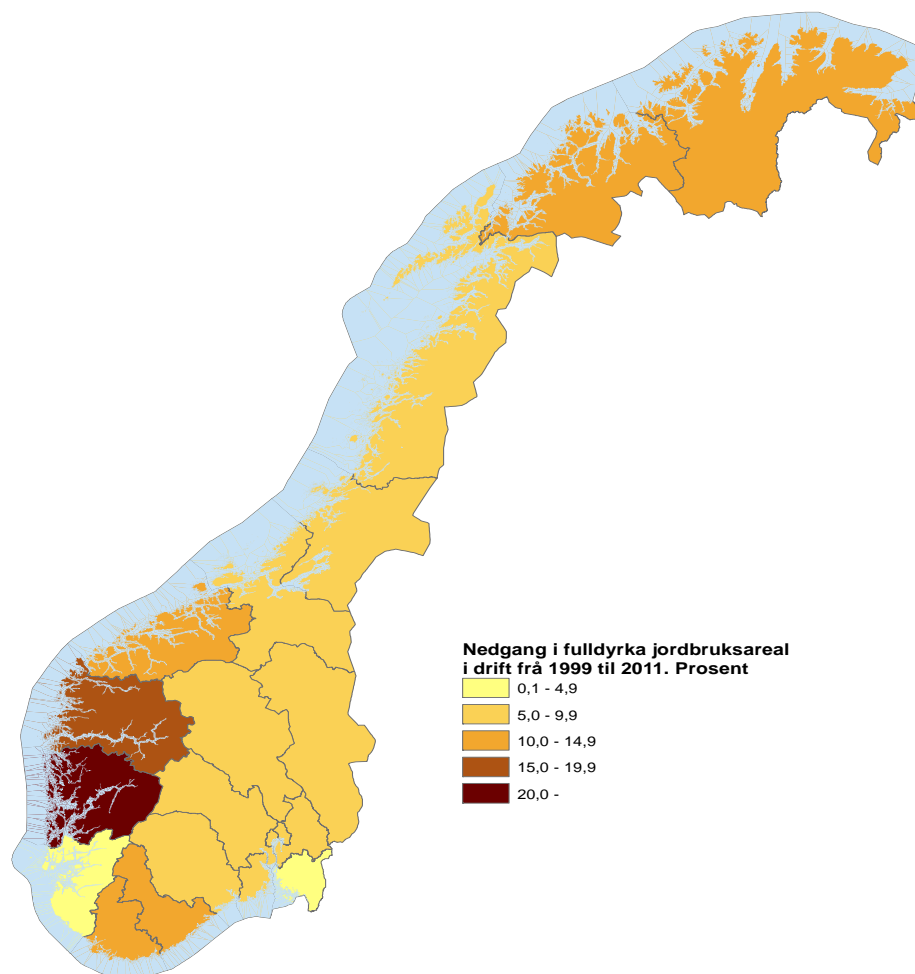 Nedgang i fulldyrka jordbruksareal
i drift frå 1999 til 2011. Prosent
0,1 - 4,9
5,0 - 9,9
10,0 - 14,9
15,0 - 19,9
20,0 -